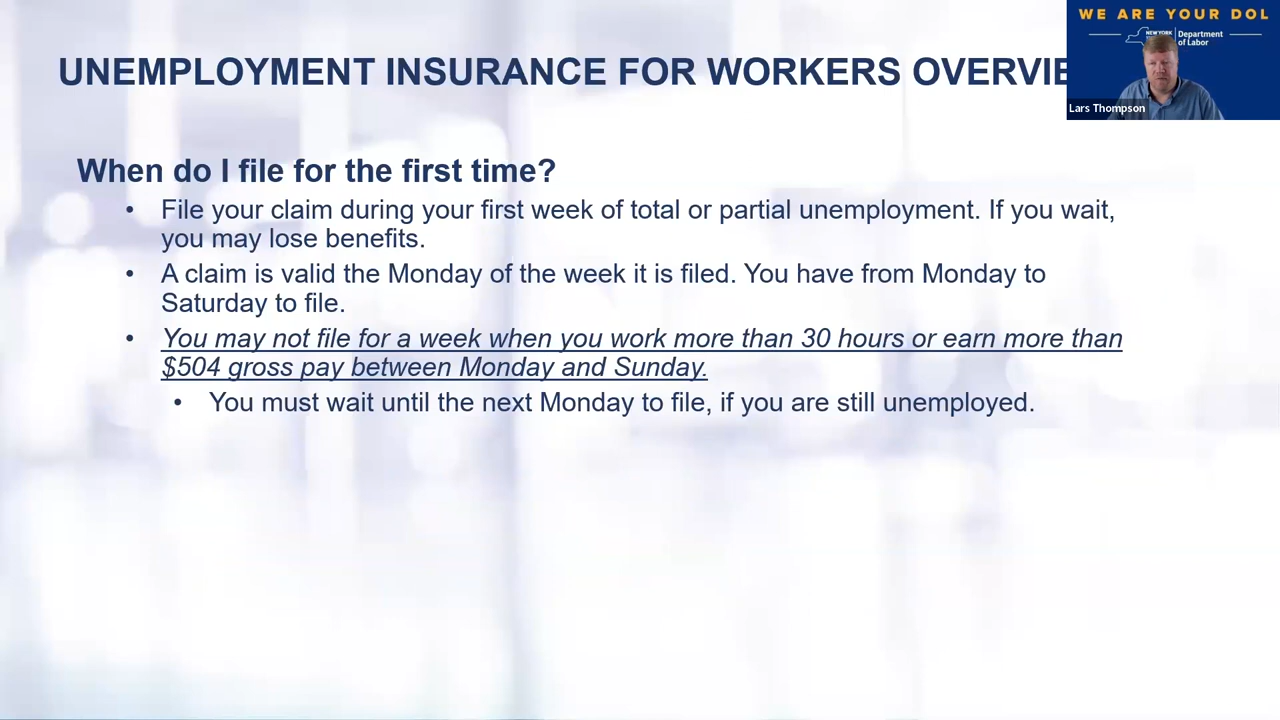 WE ARE YOUR DOL
NEW YORK
Department
of Labor
Lars Thompson
UNEMPLOYMENT INSURANCE FOR WORKERS OVERVIE
When do I file for the first time?
• File your claim during your first week of total or partial unemployment. If you wait,
you may lose benefits.
• A claim is valid the Monday of the week it is filed. You have from Monday to
Saturday to file.
• You may not file for a week when you work more than 30 hours or earn more than
$504 gross pay between Monday and Sunday.
• You must wait until the next Monday to file, if you are still unemployed.